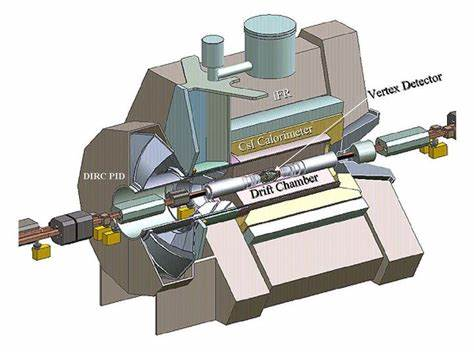 IFR
Vertex Detector
CsI Calorimeter
DIRC PID
Drift Chamber